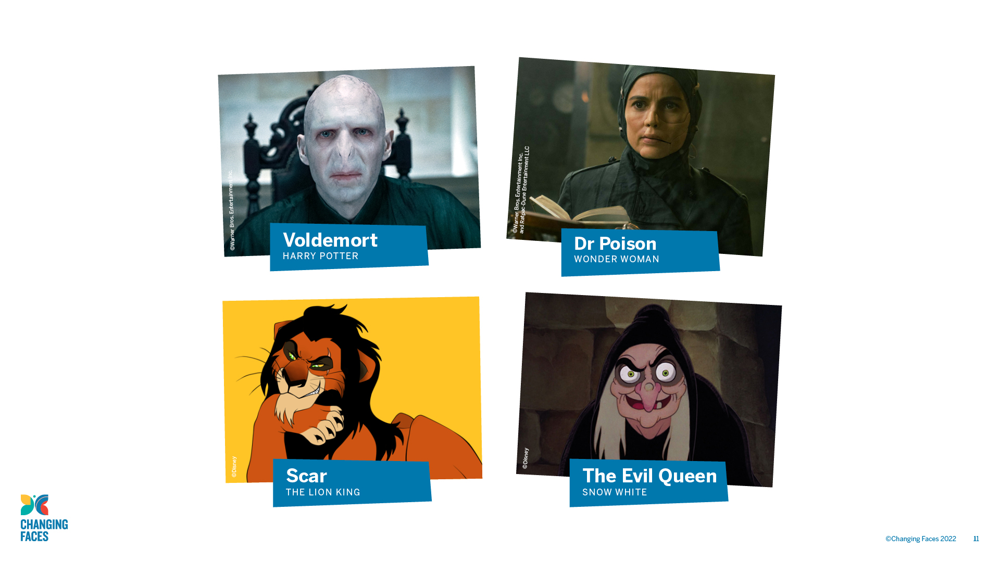 ©Warner Bros. Entertainment Inc.
Voldemort
HARRY POTTER
©Warner Bros. Entertainment Inc.
and Ratpac-Dune Entertainment LLC
Dr Poison
WONDER WOMAN
©Disney
Scar
THE LION KING
©Disney
The Evil Queen
SNOW WHITE
CHANGING
FACES
©Changing Faces 2022
11